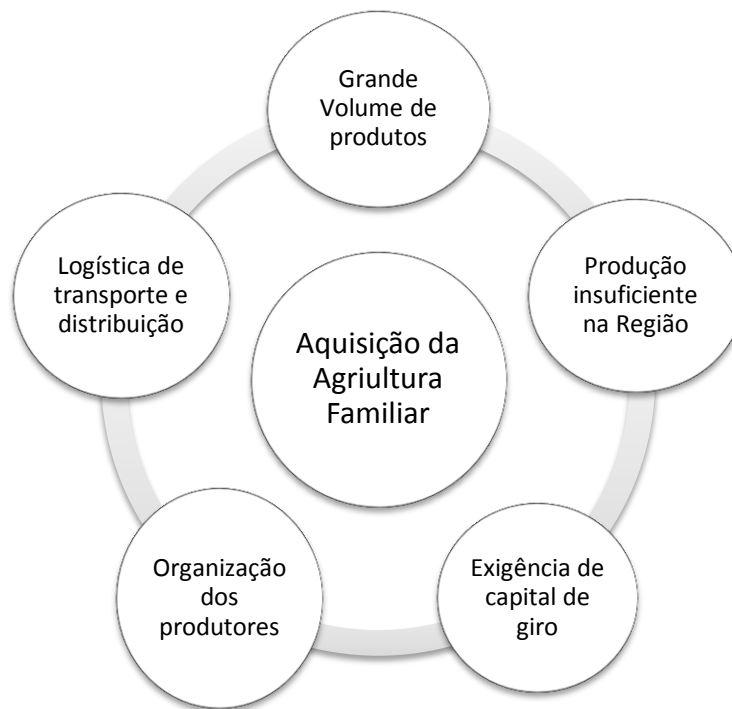 Grande
Volume de
produtos
Logística de
transporte e
distribuição
Produção
insuficiente
na Região
Aquisição da
Agriultura
Familiar
Organização
dos
produtores
Exigência de
capital de
giro